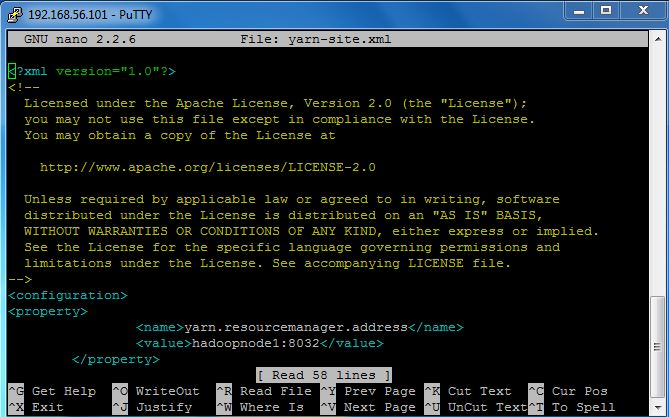 192.168.56.101 - PuTTY
GNU nano 2.2.6 File: yarn-site.xml
<?xml version="1.0"?>
<!--
Licensed under the Apache License, Version 2.0 (the "License");
you may not use this file except in compliance with the License.
You may obtain a copy of the License at
http://www.apache.org/licenses/LICENSE-2.0
Unless required by applicable law or agreed to in writing, software
distributed under the License is distributed on an "AS IS" BASIS,
WITHOUT WARRANTIES OR CONDITIONS OF ANY KIND, either express or implied.
See the License for the specific language governing permissions and
limitations under the License. See accompanying LICENSE file.
-->
<configuration>
<property>
<name>yarn.resourcemanager.address</name>
<value>hadoopnode1:8032</value>
</property>
[ Read 58 lines ]
^G Get Help ^O WriteOut ^R Read File ^Y Prev Page ^K Cut Text ^C Cur Pos
^X Exit ^J Justify ^W Where Is ^V Next Page ^U UnCut Text^T To Spell